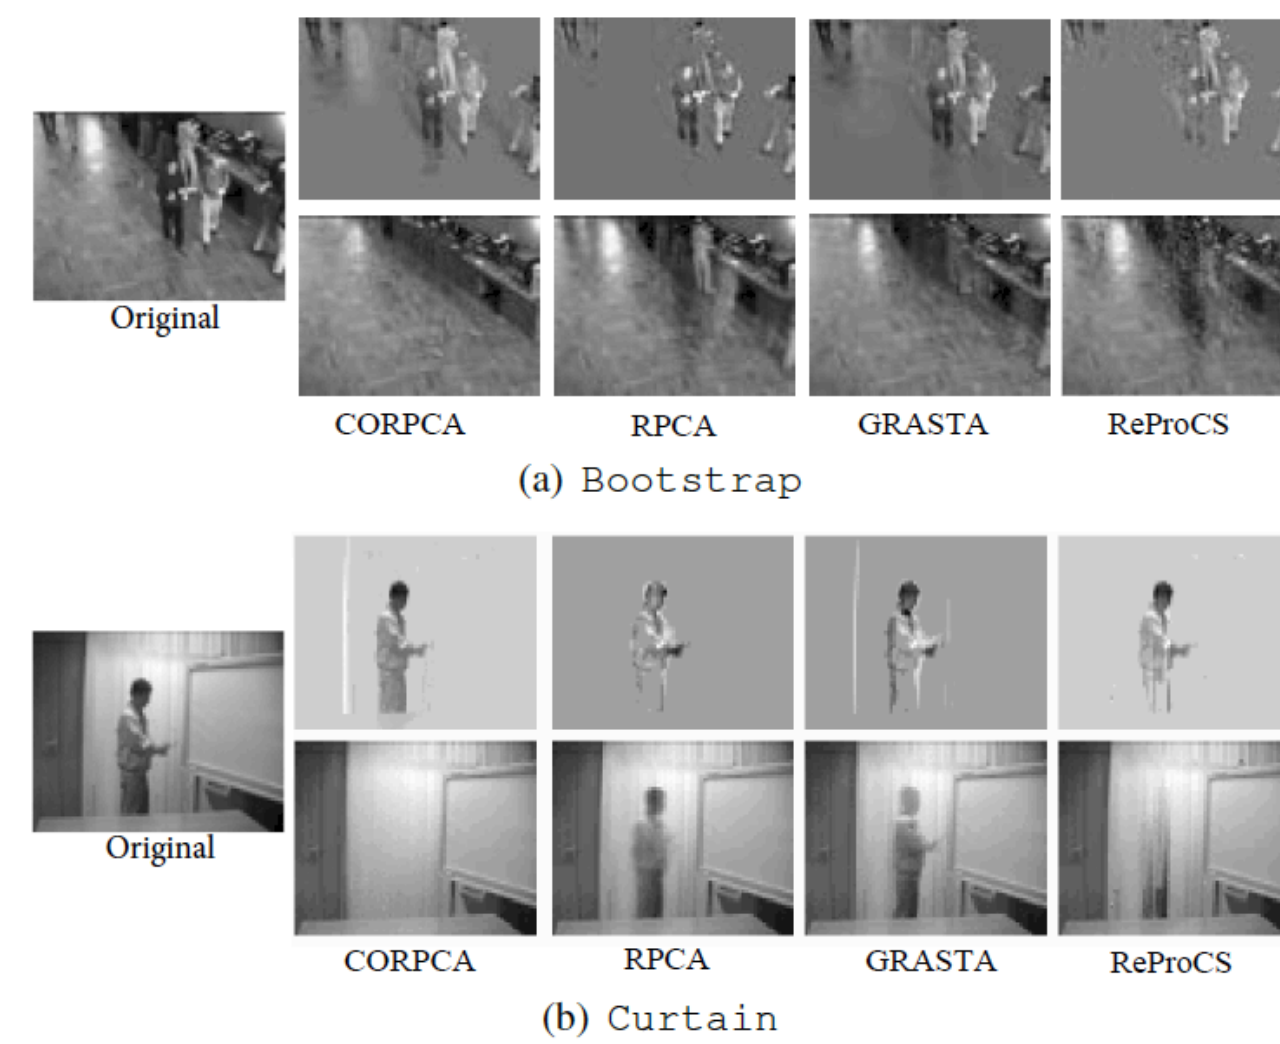 Original
CORPCA RPCA GRASTA ReProCS
(a) Bootstrap
Original
CORPCA RPCA GRASTA ReProCS
(b) Curtain